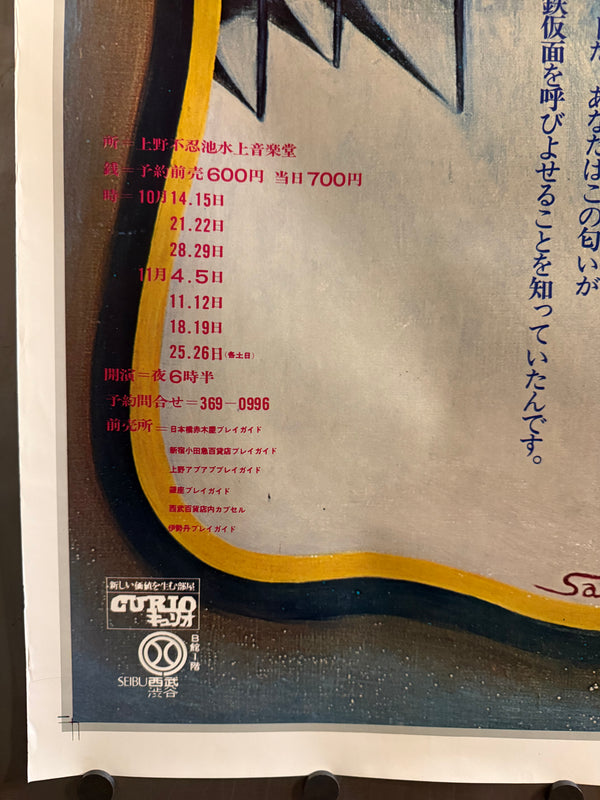 だ、あなたはこの匂いが
鉄仮面を呼びよせることを知っていたんです。
所＝上野不忍池水上音楽堂
銭＝予約前売600円 当日700円
時＝10月14.15日
21.22日
28.29日
11月4.5日
11.12日
18.19日
25.26日(各土日)
開演＝夜6時半
予約問合せ＝369−0996
前売所＝日本橋赤木屋プレイガイド
新宿小田急百貨店プレイガイド
上野アブアブプレイガイド
銀座プレイガイド
西武百貨店内カプセル
伊勢丹プレイガイド
新しい価値を生む部屋
CURIO
キュリオ
B館1階
SEIBU西武
渋谷
Sa